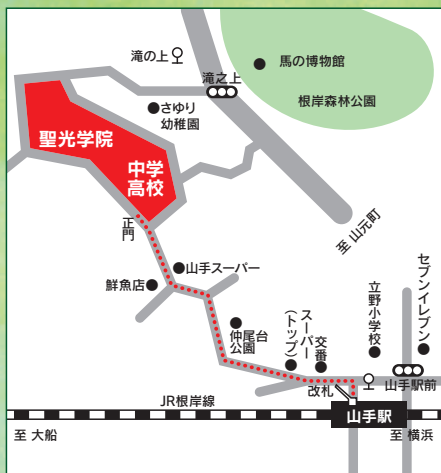 滝の上
馬の博物館
滝之上
根岸森林公園
さゆり
幼稚園
聖光学院
中学
高校
正門
至 山元町
山手スーパー
鮮魚店
セブンイレブン
立野小学校
仲尾台
公園
スーパー
(トップ)
交番
改札
山手駅前
JR根岸線
山手駅
至 大船
至 横浜